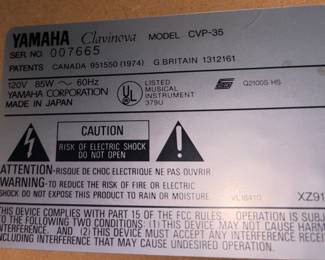 YAMAHA Clavinova MODEL CVP-35
SER. NO. 007665
PATENTS CANADA 951550 (1974) G.BRITAIN 1312161
120V 85W ~ 60Hz
YAMAHA CORPORATION
MADE IN JAPAN
UL
LISTED
MUSICAL
INSTRUMENT
379U
Q2100S-HS
CAUTION
RISK OF ELECTRIC SHOCK
DO NOT OPEN
ATTENTION-RISQUE DE CHOC ELECTRIQUE NE PAS OUVRIR.
WARNING-TO REDUCE THE RISK OF FIRE OR ELECTRIC
SHOCK DO NOT EXPOSE THIS PRODUCT TO RAIN OR MOISTURE. XZ91
THIS DEVICE COMPLIES WITH PART 15 OF THE FCC RULES. OPERATION IS SUBJ
THE FOLLOWING TWO CONDITIONS: (1) THIS DEVICE MAY NOT CAUSE HARM
INTERFERENCE, AND (2) THIS DEVICE MUST ACCEPT ANY INTERFERENCE RECEI
INCLUDING INTERFERENCE THAT MAY CAUSE UNDESIRED OPERATION.